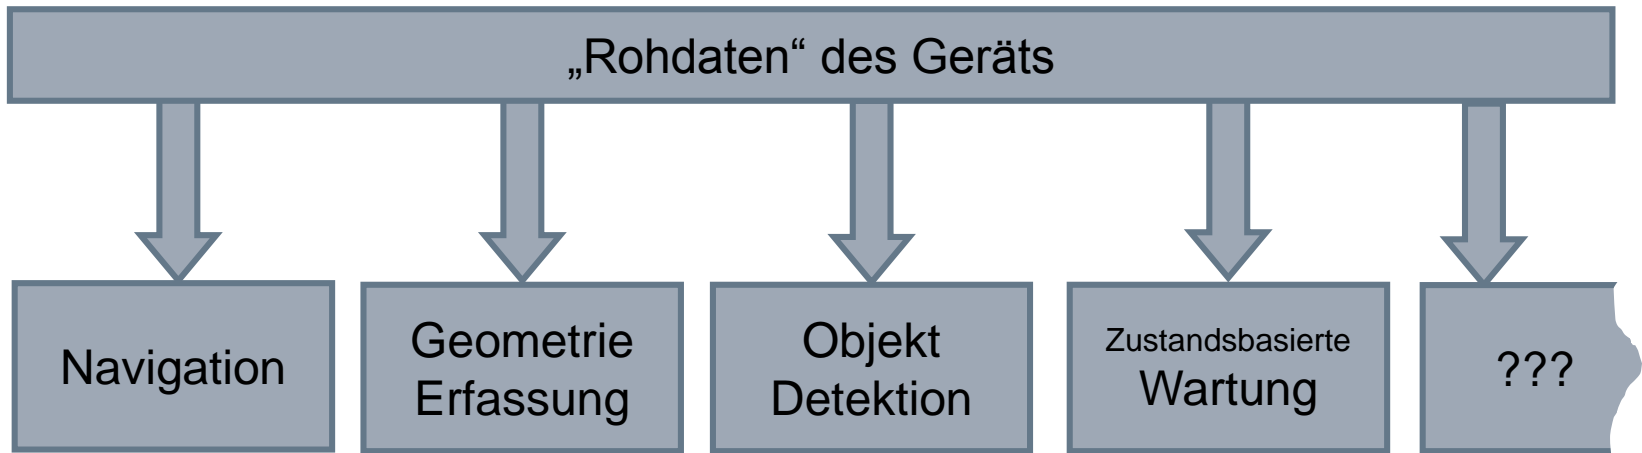 „Rohdaten“ des Geräts
Navigation
Geometrie
Erfassung
Objekt
Detektion
Zustandsbasierte
Wartung
???